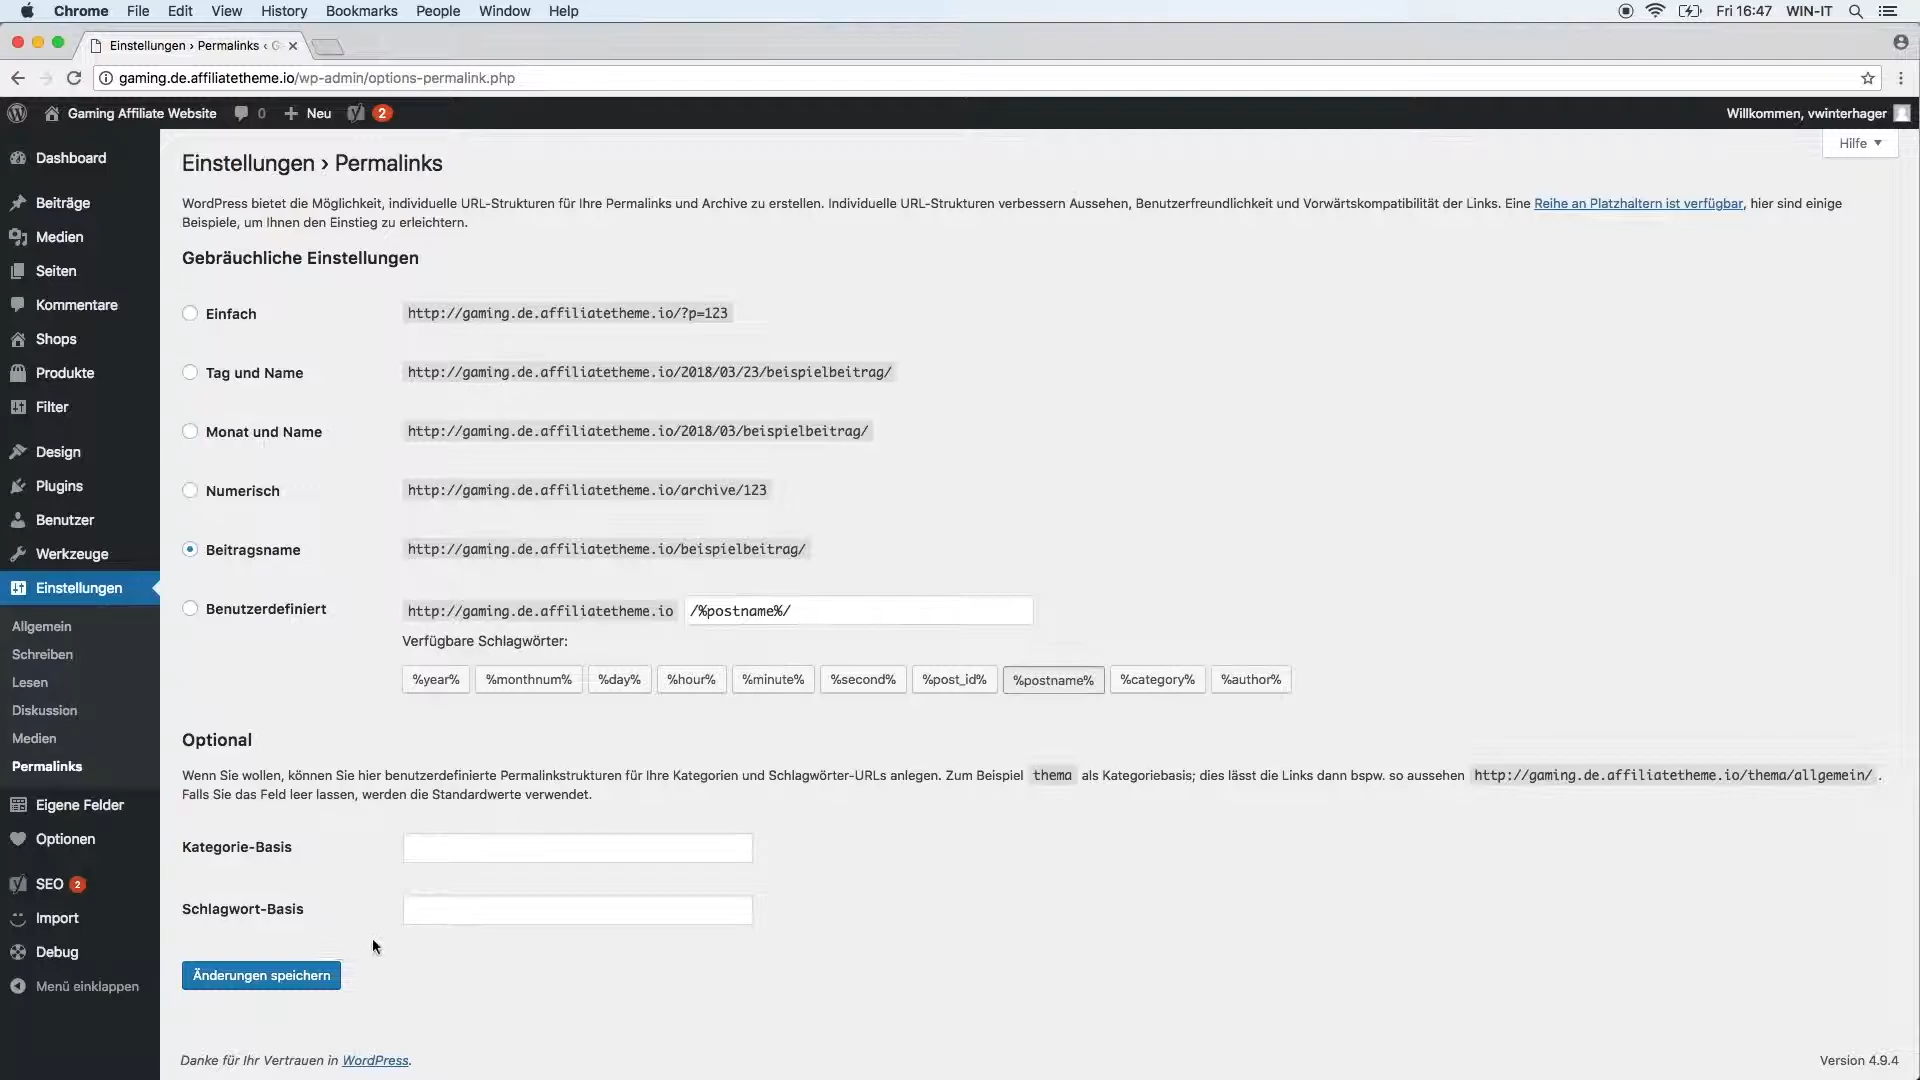 Chrome File Edit View History Bookmarks People Window Help Fri 16:47 WIN-IT
Einstellungen › Permalinks ‹ G
gaming.de.affiliatetheme.io/wp-admin/options-permalink.php
Gaming Affiliate Website 0 Neu 2 Willkommen, vwinterhager
Hilfe
Dashboard
Beiträge
Medien
Seiten
Kommentare
Shops
Produkte
Filter
Design
Plugins
Benutzer
Werkzeuge
Einstellungen
Allgemein
Schreiben
Lesen
Diskussion
Medien
Permalinks
Eigene Felder
Optionen
SEO 2
Import
Debug
Menü einklappen
Einstellungen › Permalinks
WordPress bietet die Möglichkeit, individuelle URL-Strukturen für Ihre Permalinks und Archive zu erstellen. Individuelle URL-Strukturen verbessern Aussehen, Benutzerfreundlichkeit und Vorwärtskompatibilität der Links. Eine Reihe an Platzhaltern ist verfügbar, hier sind einige
Beispiele, um Ihnen den Einstieg zu erleichtern.
Gebräuchliche Einstellungen
Einfach http://gaming.de.affiliatetheme.io/?p=123
Tag und Name http://gaming.de.affiliatetheme.io/2018/03/23/beispielbeitrag/
Monat und Name http://gaming.de.affiliatetheme.io/2018/03/beispielbeitrag/
Numerisch http://gaming.de.affiliatetheme.io/archive/123
Beitragsname http://gaming.de.affiliatetheme.io/beispielbeitrag/
Benutzerdefiniert http://gaming.de.affiliatetheme.io /%postname%/
Verfügbare Schlagwörter:
%year% %monthnum% %day% %hour% %minute% %second% %post_id% %postname% %category% %author%
Optional
Wenn Sie wollen, können Sie hier benutzerdefinierte Permalinkstrukturen für Ihre Kategorien und Schlagwörter-URLs anlegen. Zum Beispiel thema als Kategoriebasis; dies lässt die Links dann bspw. so aussehen http://gaming.de.affiliatetheme.io/thema/allgemein/ .
Falls Sie das Feld leer lassen, werden die Standardwerte verwendet.
Kategorie-Basis
Schlagwort-Basis
Änderungen speichern
Danke für Ihr Vertrauen in WordPress. Version 4.9.4